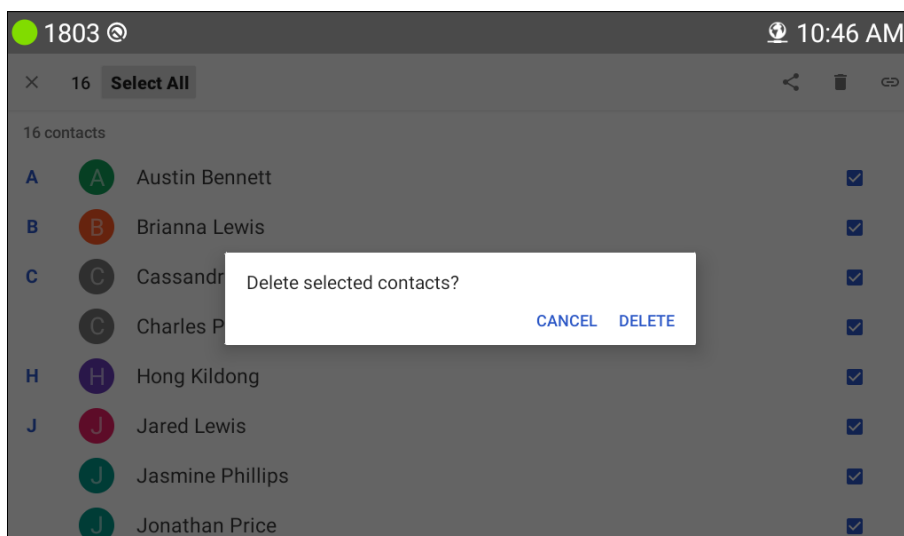 1803 10:46 AM
16 Select All
16 contacts
A A Austin Bennett
B B Brianna Lewis
C C Cassandr
Delete selected contacts?
C Charles P
CANCEL DELETE
H H Hong Kildong
J J Jared Lewis
J Jasmine Phillips
J Jonathan Price